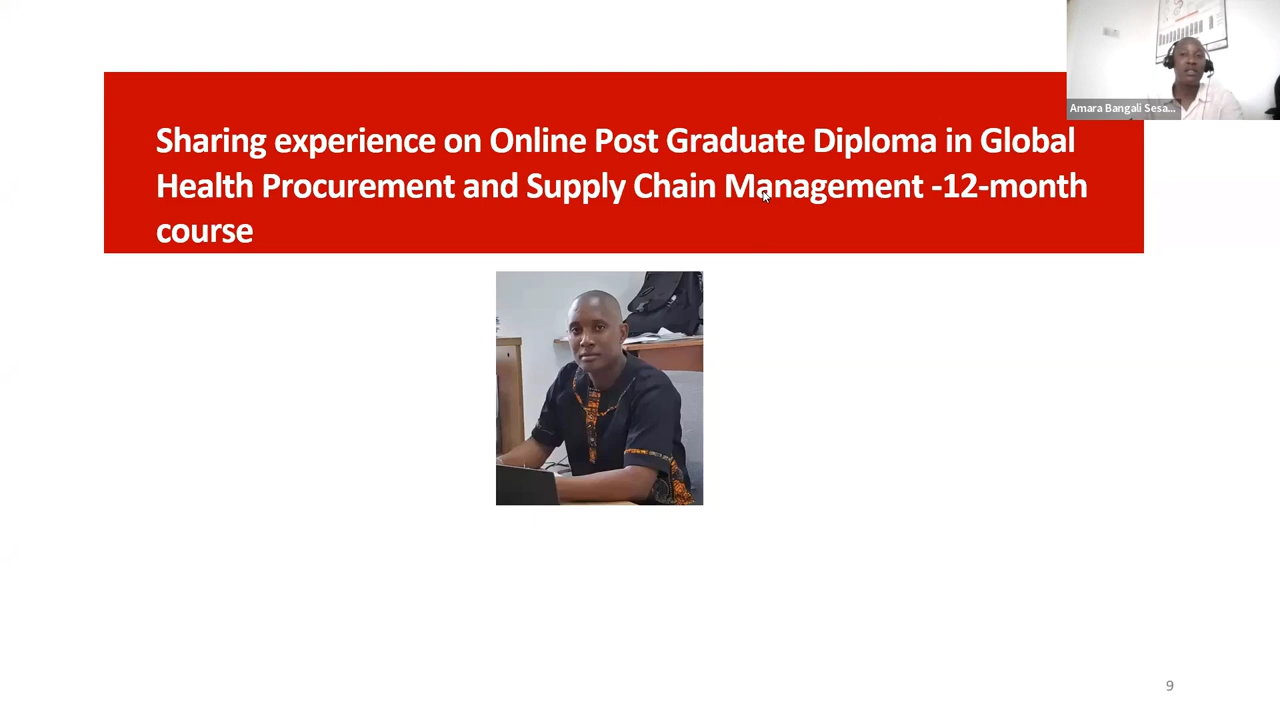 Amara Bangali Sesa...
Sharing experience on Online Post Graduate Diploma in Global
Health Procurement and Supply Chain Management -12-month
course
9